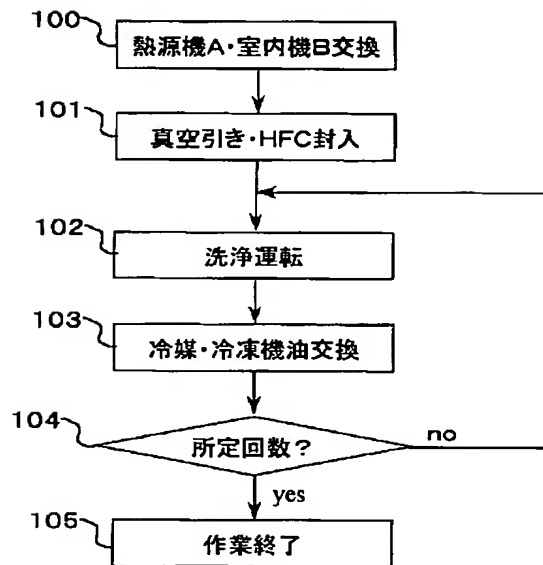 100
熱源機A・室内機B交換
101
真空引き・HFC封入
102
洗浄運転
103
冷媒・冷凍機油交換
104
所定回数?
no
yes
105
作業終了